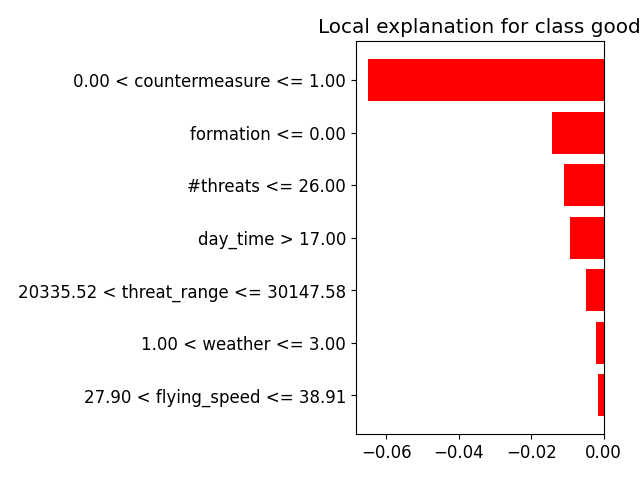 Local explanation for class good
0.00 < countermeasure <= 1.00
formation <= 0.00
#threats <= 26.00
day_time > 17.00
20335.52 < threat_range <= 30147.58
1.00 < weather <= 3.00
27.90 < flying_speed <= 38.91
−0.06 −0.04 −0.02 0.00